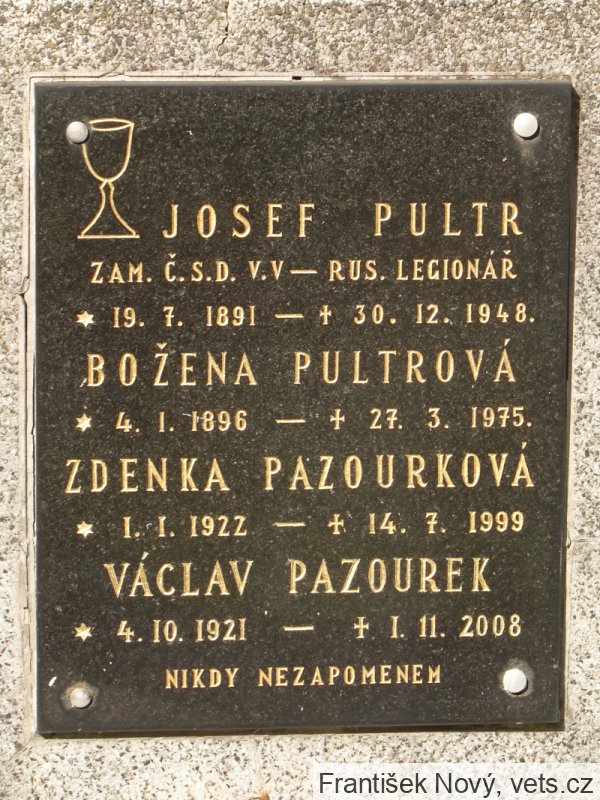 JOSEF PULTR
ZAM. Č.S.D. V.V — RUS. LEGIONÁŘ
* 19. 7. 1891 — † 30. 12. 1948.
BOŽENA PULTROVÁ
* 4. 1. 1896 — † 27. 3. 1975.
ZDENKA PAZOURKOVÁ
* 1. 1. 1922 — † 14. 7. 1999
VÁCLAV PAZOUREK
* 4. 10. 1921 — † 1. 11. 2008
NIKDY NEZAPOMENEM
František Nový, vets.cz